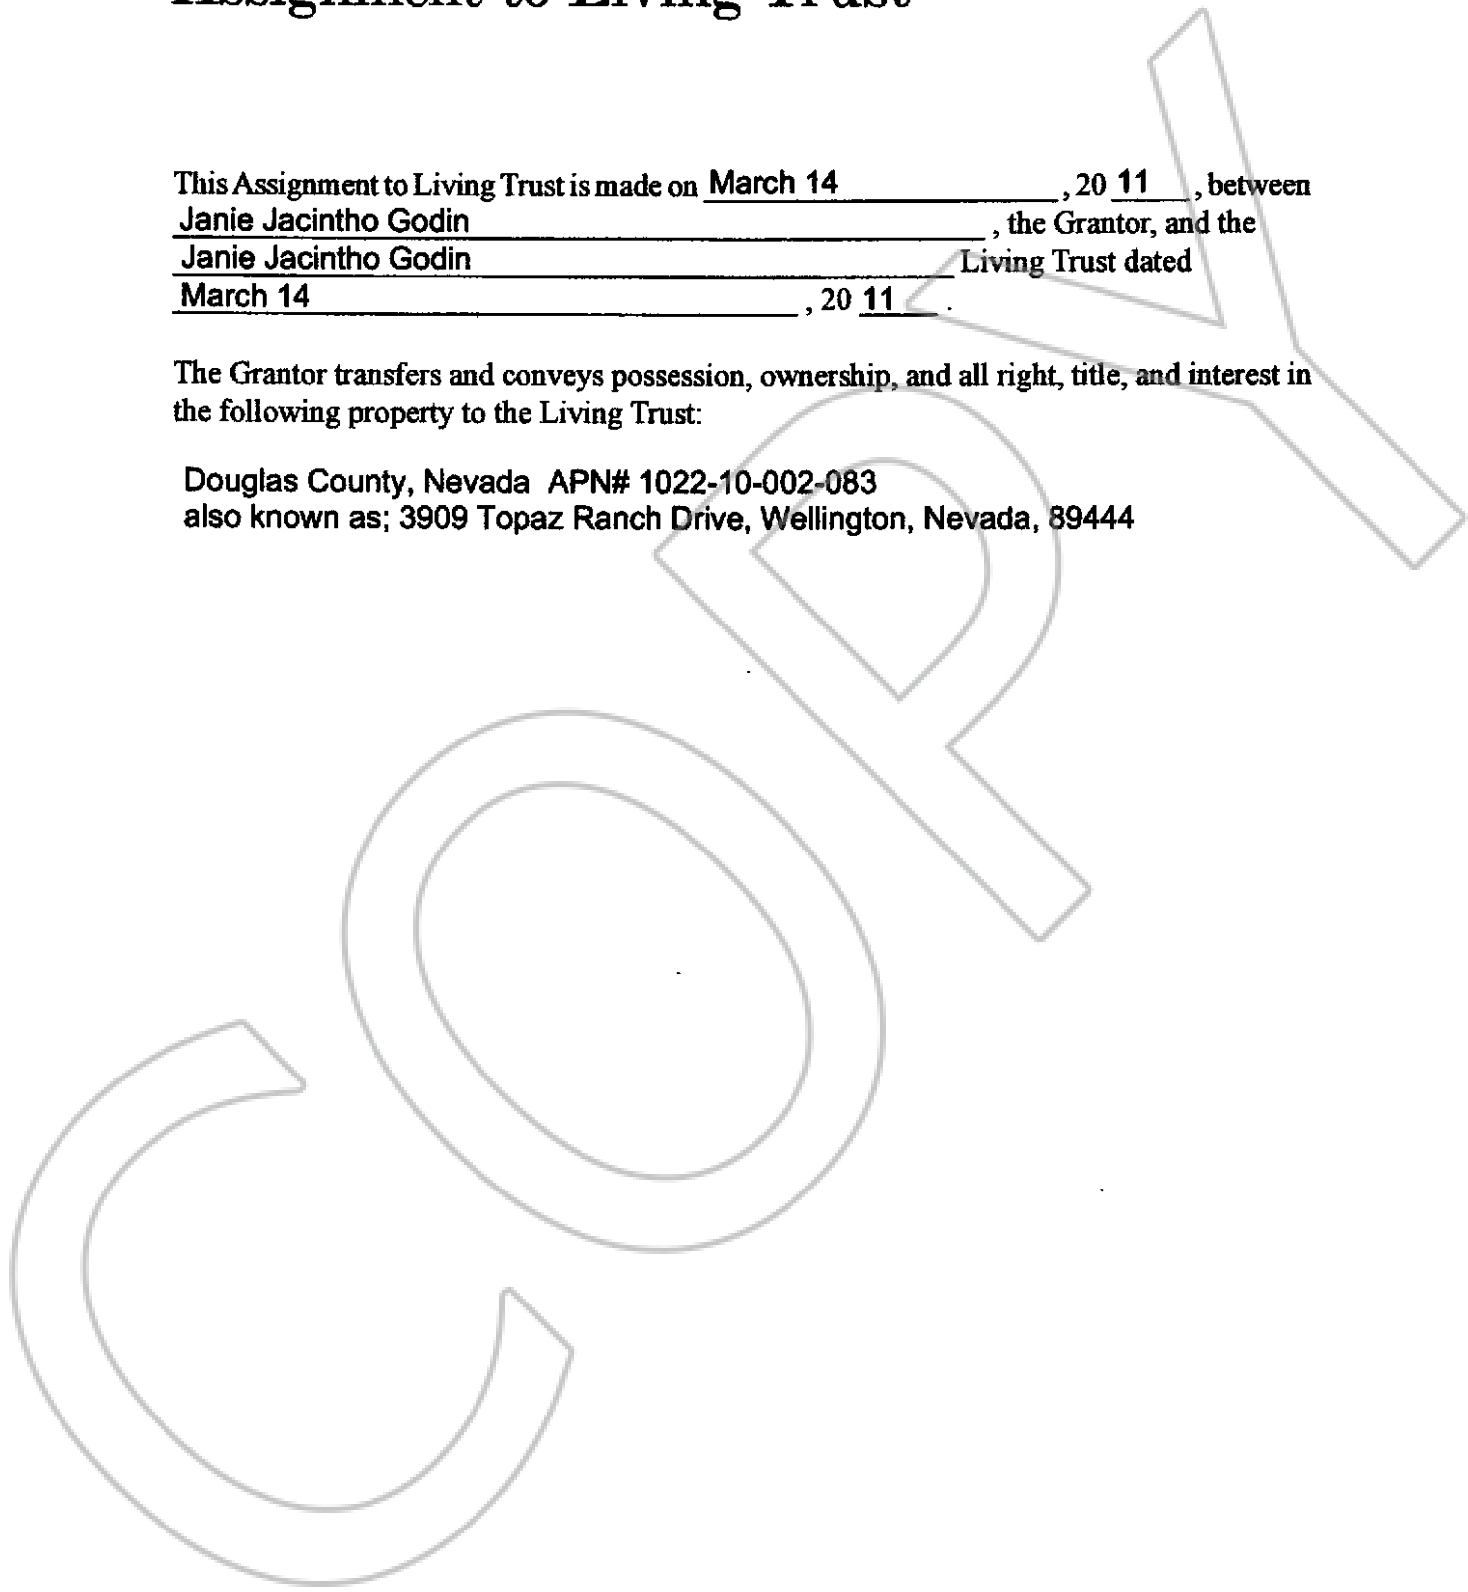 Assignment to Living Trust
This Assignment to Living Trust is made on March 14, 20 11, between
Janie Jacintho Godin, the Grantor, and the
Janie Jacintho Godin Living Trust dated
March 14, 20 11.
The Grantor transfers and conveys possession, ownership, and all right, title, and interest in
the following property to the Living Trust:
Douglas County, Nevada APN# 1022-10-002-083
also known as; 3909 Topaz Ranch Drive, Wellington, Nevada, 89444
COPY